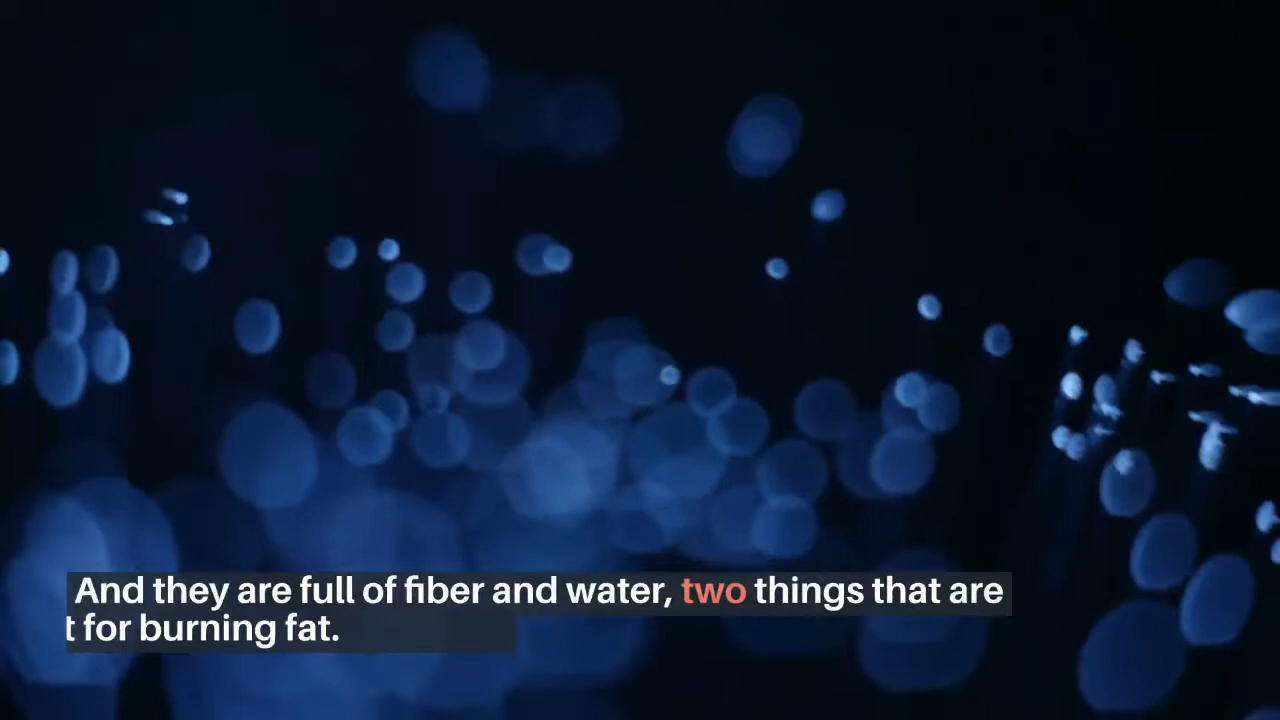 And they are full of fiber and water, two things that are
t for burning fat.